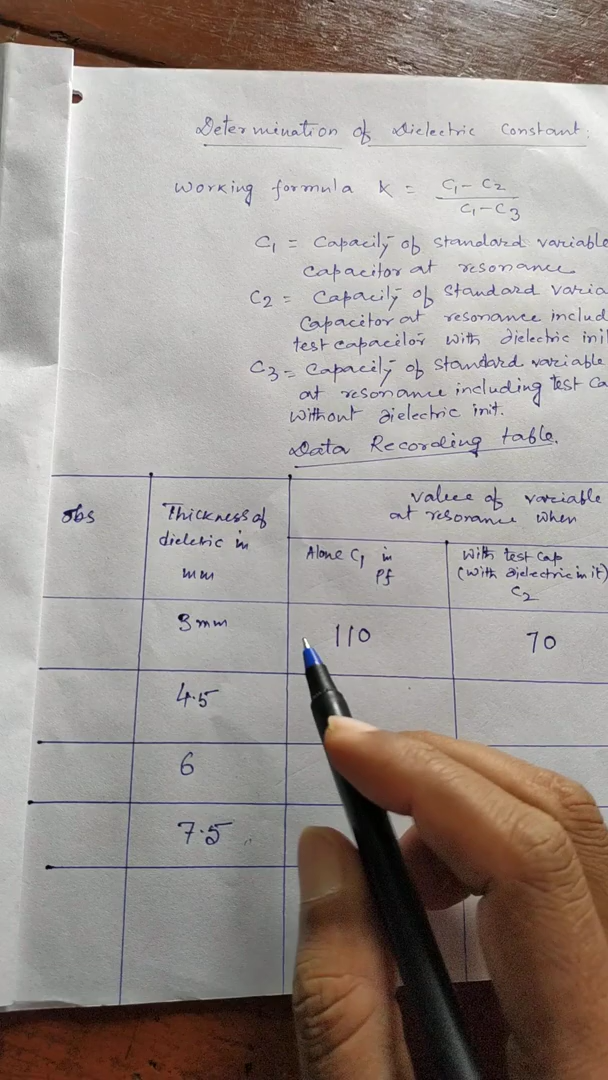 Determination of Dielectric Constant:
Working formula K = C1 - C2 / C1 - C3
C1 = Capacity of standard variable
capacitor at resonance
C2 = Capacity of standard varia
Capacitor at resonance includ
test capacitor with dielectric init
C3 = Capacity of standard variable
at resonance including test ca
without dielectric init.
Data Recording table.
obs
Thickness of
dieletric in
mm
value of variable
at resorance when
Alone C1 in
Pf
With test cap
(with dielectric in it)
C2
3mm 110 70
4.5
6
7.5